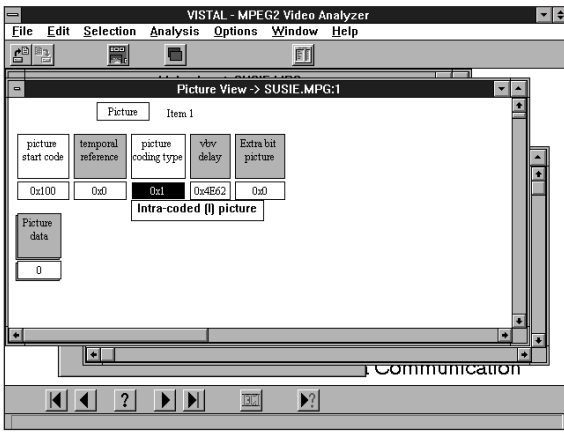 VISTAL - MPEG2 Video Analyzer
File Edit Selection Analysis Options Window Help
Picture View -> SUSIE.MPG:1
Picture Item 1
picture start code
temporal reference
picture coding type
vbv delay
Extra bit picture
0x100 0x0 0x1 0x4E62 0x0
Intra-coded (I) picture
Picture
data
0
Communication
?
?